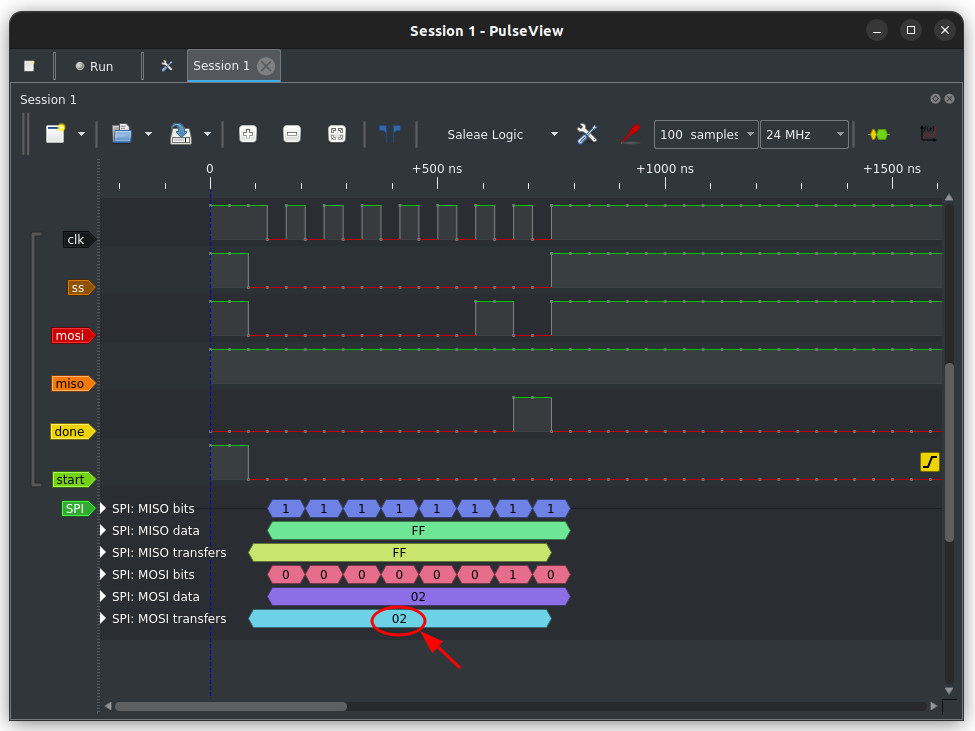 Session 1 - PulseView
Run
Session 1
Session 1
Saleae Logic
100 samples
24 MHz
0 +500 ns +1000 ns +1500 ns
clk
ss
mosi
miso
done
start
SPI SPI: MISO bits 1 1 1 1 1 1 1 1
SPI: MISO data FF
SPI: MISO transfers FF
SPI: MOSI bits 0 0 0 0 0 0 1 0
SPI: MOSI data 02
SPI: MOSI transfers 02